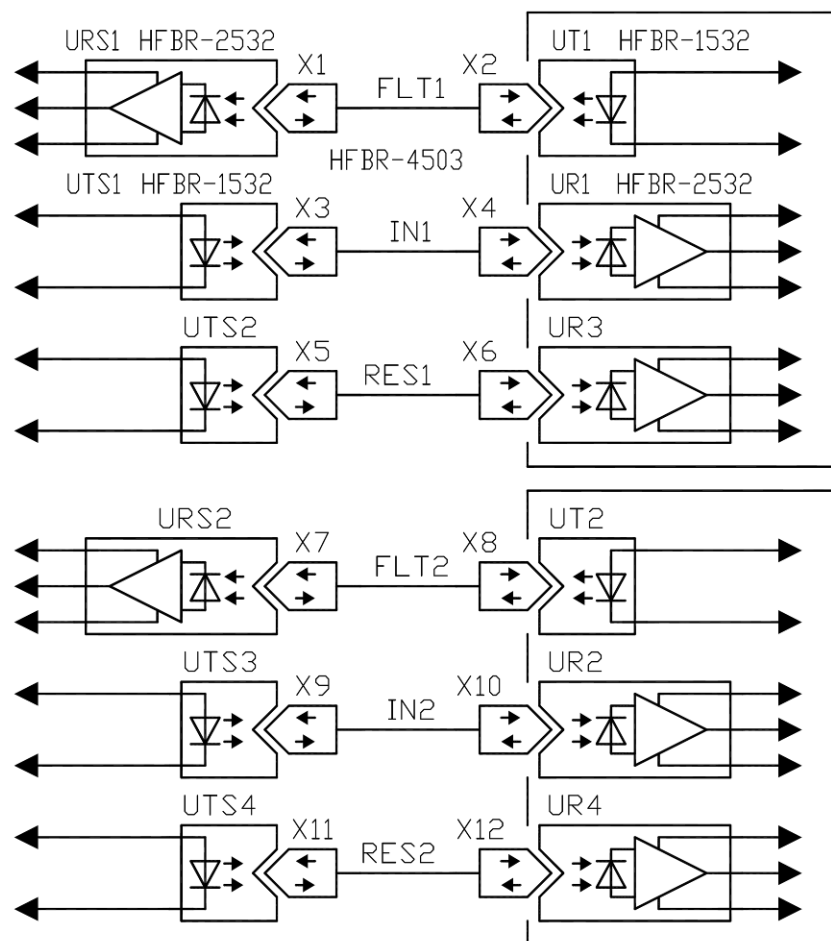 URS1 HFBR-2532 X1 FLT1 X2 UT1 HFBR-1532
HFBR-4503
UTS1 HFBR-1532 X3 IN1 X4 UR1 HFBR-2532
UTS2 X5 RES1 X6 UR3
URS2 X7 FLT2 X8 UT2
UTS3 X9 IN2 X10 UR2
UTS4 X11 RES2 X12 UR4